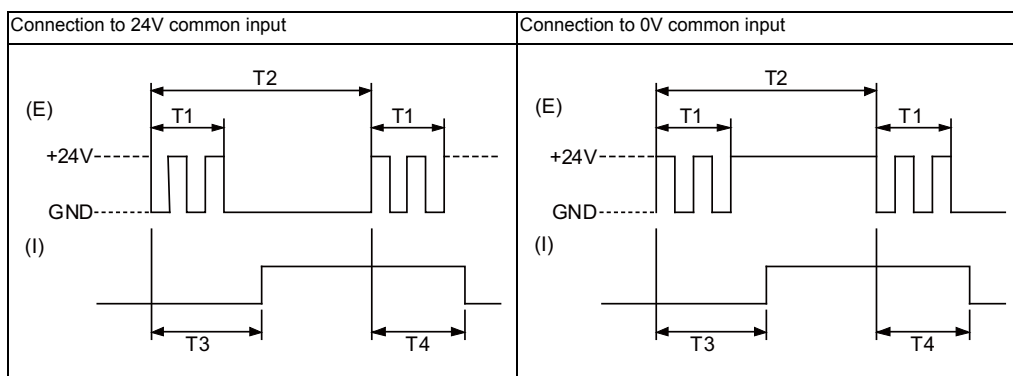 Connection to 24V common input
Connection to 0V common input
T2
(E)
T1
T1
+24V
GND
(I)
T3
T4
T2
(E)
T1
T1
+24V
GND
(I)
T3
T4